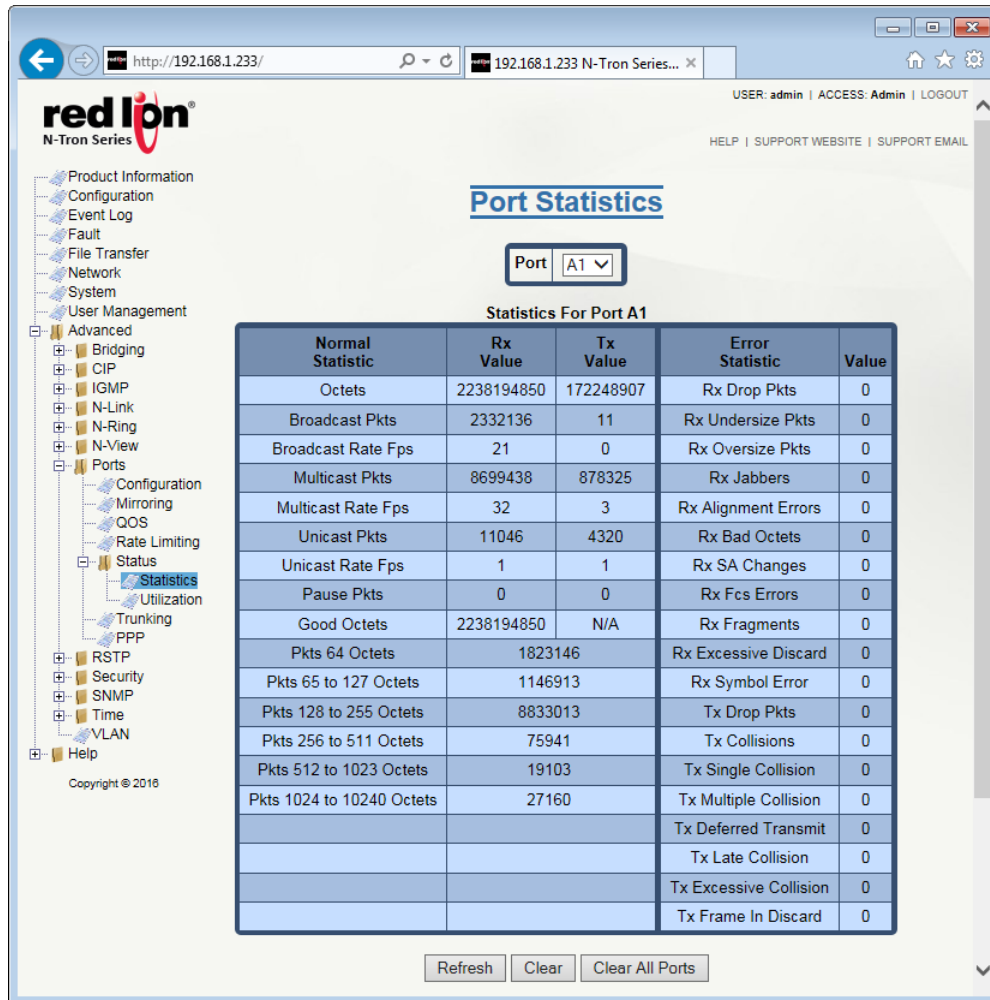 http://192.168.1.233/
192.168.1.233 N-Tron Series...
USER: admin | ACCESS: Admin | LOGOUT
red lion®
N-Tron Series
HELP | SUPPORT WEBSITE | SUPPORT EMAIL
Product Information
Configuration
Event Log
Fault
File Transfer
Network
System
User Management
Advanced
Bridging
CIP
IGMP
N-Link
N-Ring
N-View
Ports
Configuration
Mirroring
QOS
Rate Limiting
Status
Statistics
Utilization
Trunking
PPP
RSTP
Security
SNMP
Time
VLAN
Help
Copyright © 2016
Port Statistics
Port A1
Statistics For Port A1
Normal Statistic Rx Value Tx Value Error Statistic Value
Octets 2238194850 172248907 Rx Drop Pkts 0
Broadcast Pkts 2332136 11 Rx Undersize Pkts 0
Broadcast Rate Fps 21 0 Rx Oversize Pkts 0
Multicast Pkts 8699438 878325 Rx Jabbers 0
Multicast Rate Fps 32 3 Rx Alignment Errors 0
Unicast Pkts 11046 4320 Rx Bad Octets 0
Unicast Rate Fps 1 1 Rx SA Changes 0
Pause Pkts 0 0 Rx Fcs Errors 0
Good Octets 2238194850 N/A Rx Fragments 0
Pkts 64 Octets 1823146 Rx Excessive Discard 0
Pkts 65 to 127 Octets 1146913 Rx Symbol Error 0
Pkts 128 to 255 Octets 8833013 Tx Drop Pkts 0
Pkts 256 to 511 Octets 75941 Tx Collisions 0
Pkts 512 to 1023 Octets 19103 Tx Single Collision 0
Pkts 1024 to 10240 Octets 27160 Tx Multiple Collision 0
Tx Deferred Transmit 0
Tx Late Collision 0
Tx Excessive Collision 0
Tx Frame In Discard 0
Refresh Clear Clear All Ports